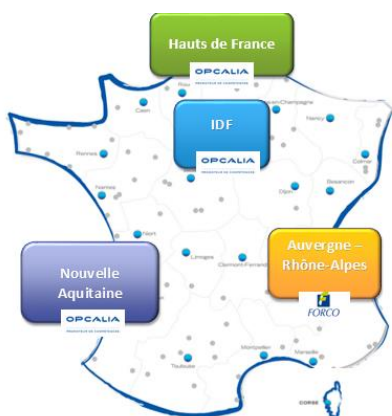 Hauts de France
OPCALIA
Caen
IDF
Nancy
OPCALIA
Rennes
Colmar
Nantes
Dijon
Besançon
Niort
Auvergne –
Rhône-Alpes
Limoges
Clermont-Ferrand
Nouvelle
Aquitaine
FORCO
OPCALIA
Montpellier
Marseille
Toulouse
CORSE